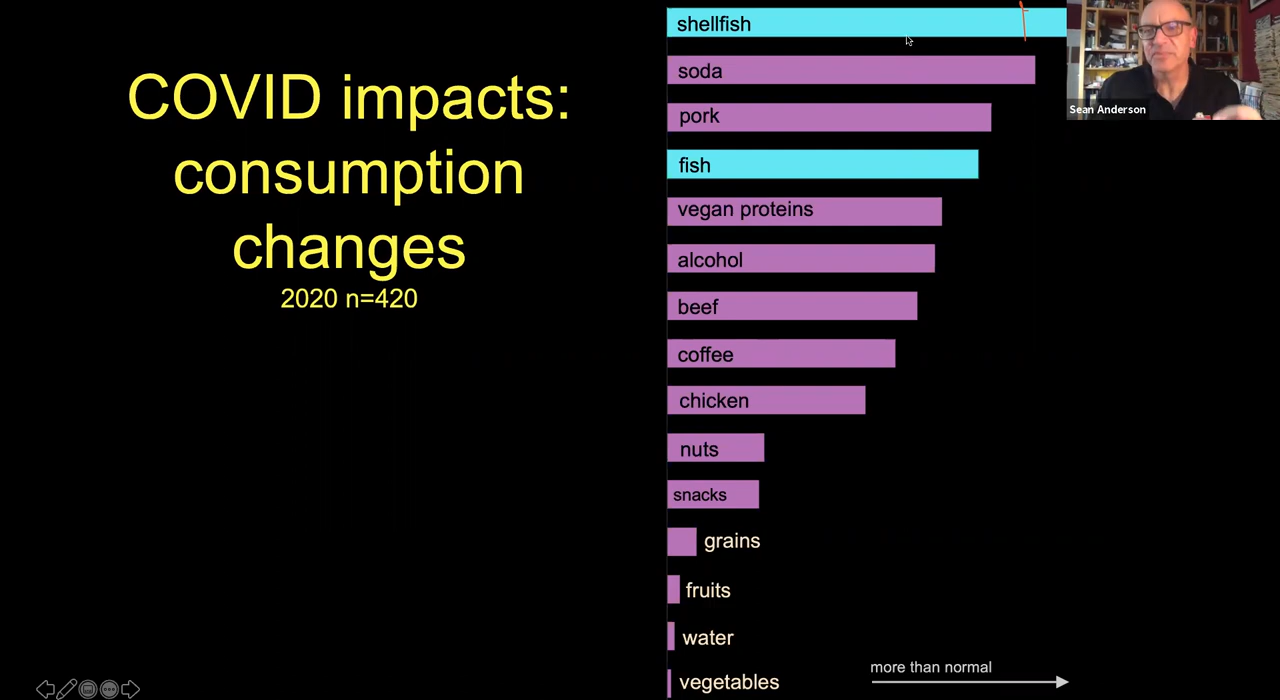 COVID impacts:
consumption
changes
2020 n=420
shellfish
soda
pork
fish
vegan proteins
alcohol
beef
coffee
chicken
nuts
snacks
grains
fruits
water
vegetables
more than normal
Sean Anderson